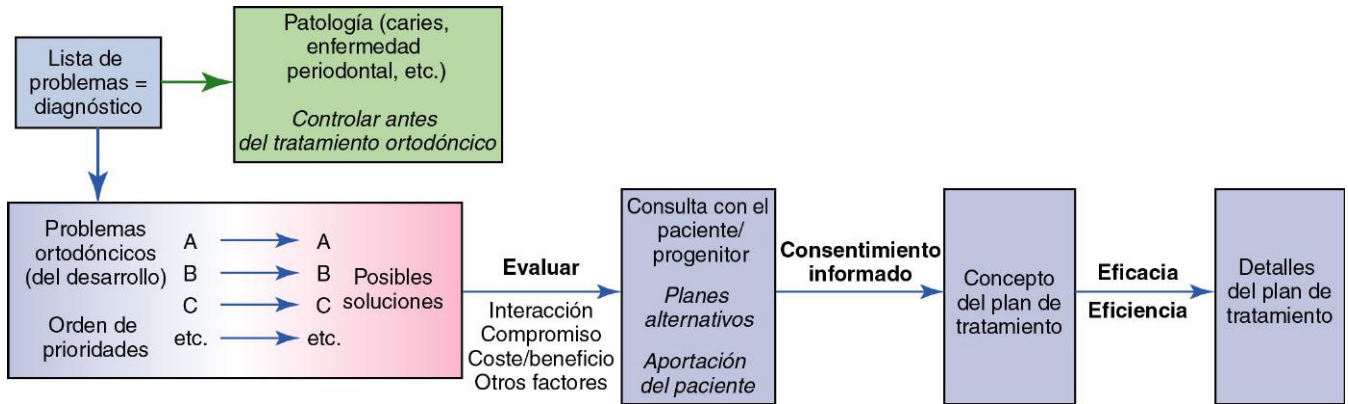 Lista de
problemas =
diagnóstico
Patología (caries,
enfermedad
periodontal, etc.)
Controlar antes
del tratamiento ortodóncico
Problemas
ortodóncicos
(del desarrollo)
Orden de
prioridades
A
B
C
etc.
A
B
C
etc.
Posibles
soluciones
Evaluar
Interacción
Compromiso
Coste/beneficio
Otros factores
Consulta con el
paciente/
progenitor
Planes
alternativos
Aportación
del paciente
Consentimiento
informado
Concepto
del plan de
tratamiento
Eficacia
Eficiencia
Detalles
del plan de
tratamiento